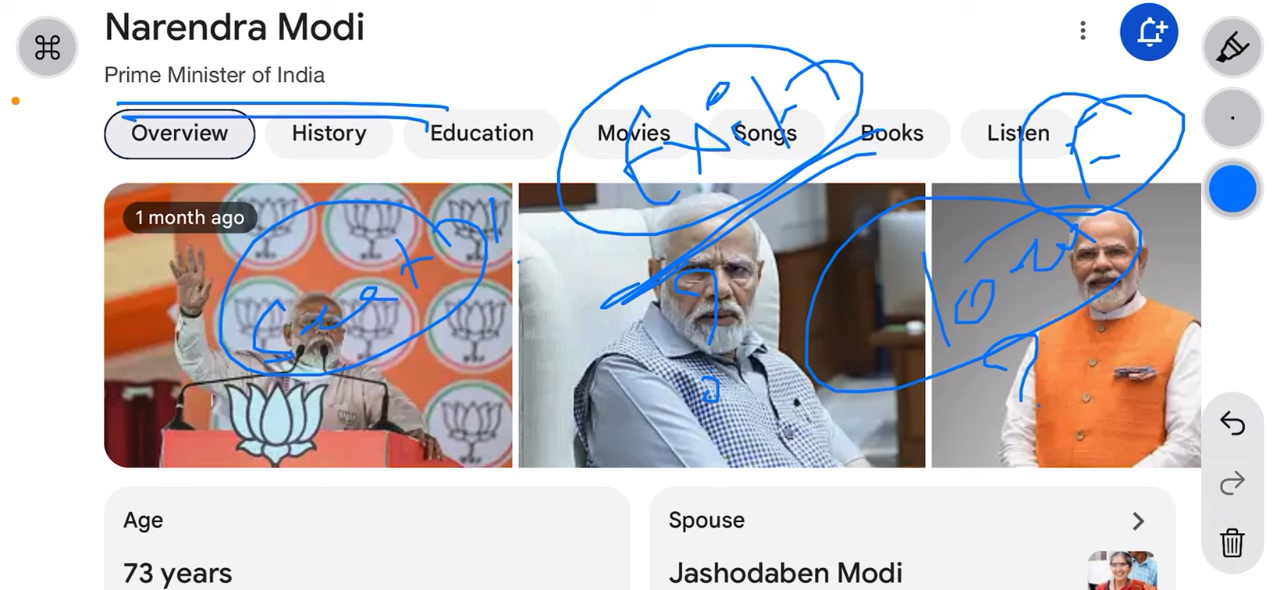 Narendra Modi
Prime Minister of India
Overview History Education Movies Songs Books Listen
1 month ago
Age
73 years
Spouse
Jashodaben Modi